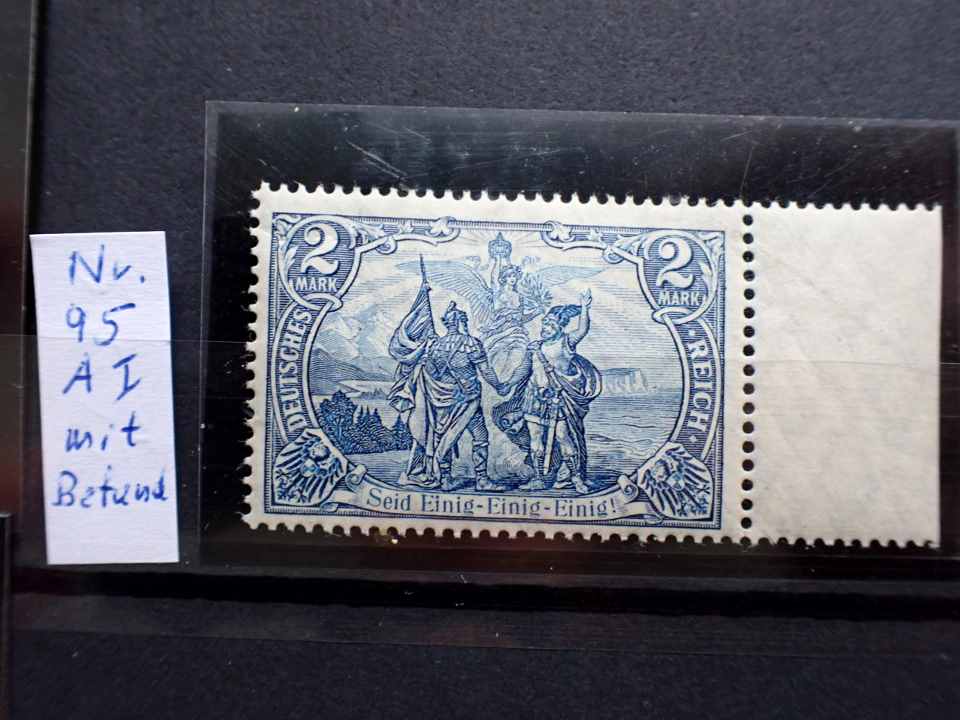 Nr.
95
A I
mit
Befund
2 MARK
2 MARK
DEUTSCHES REICH
Seid Einig-Einig-Einig!